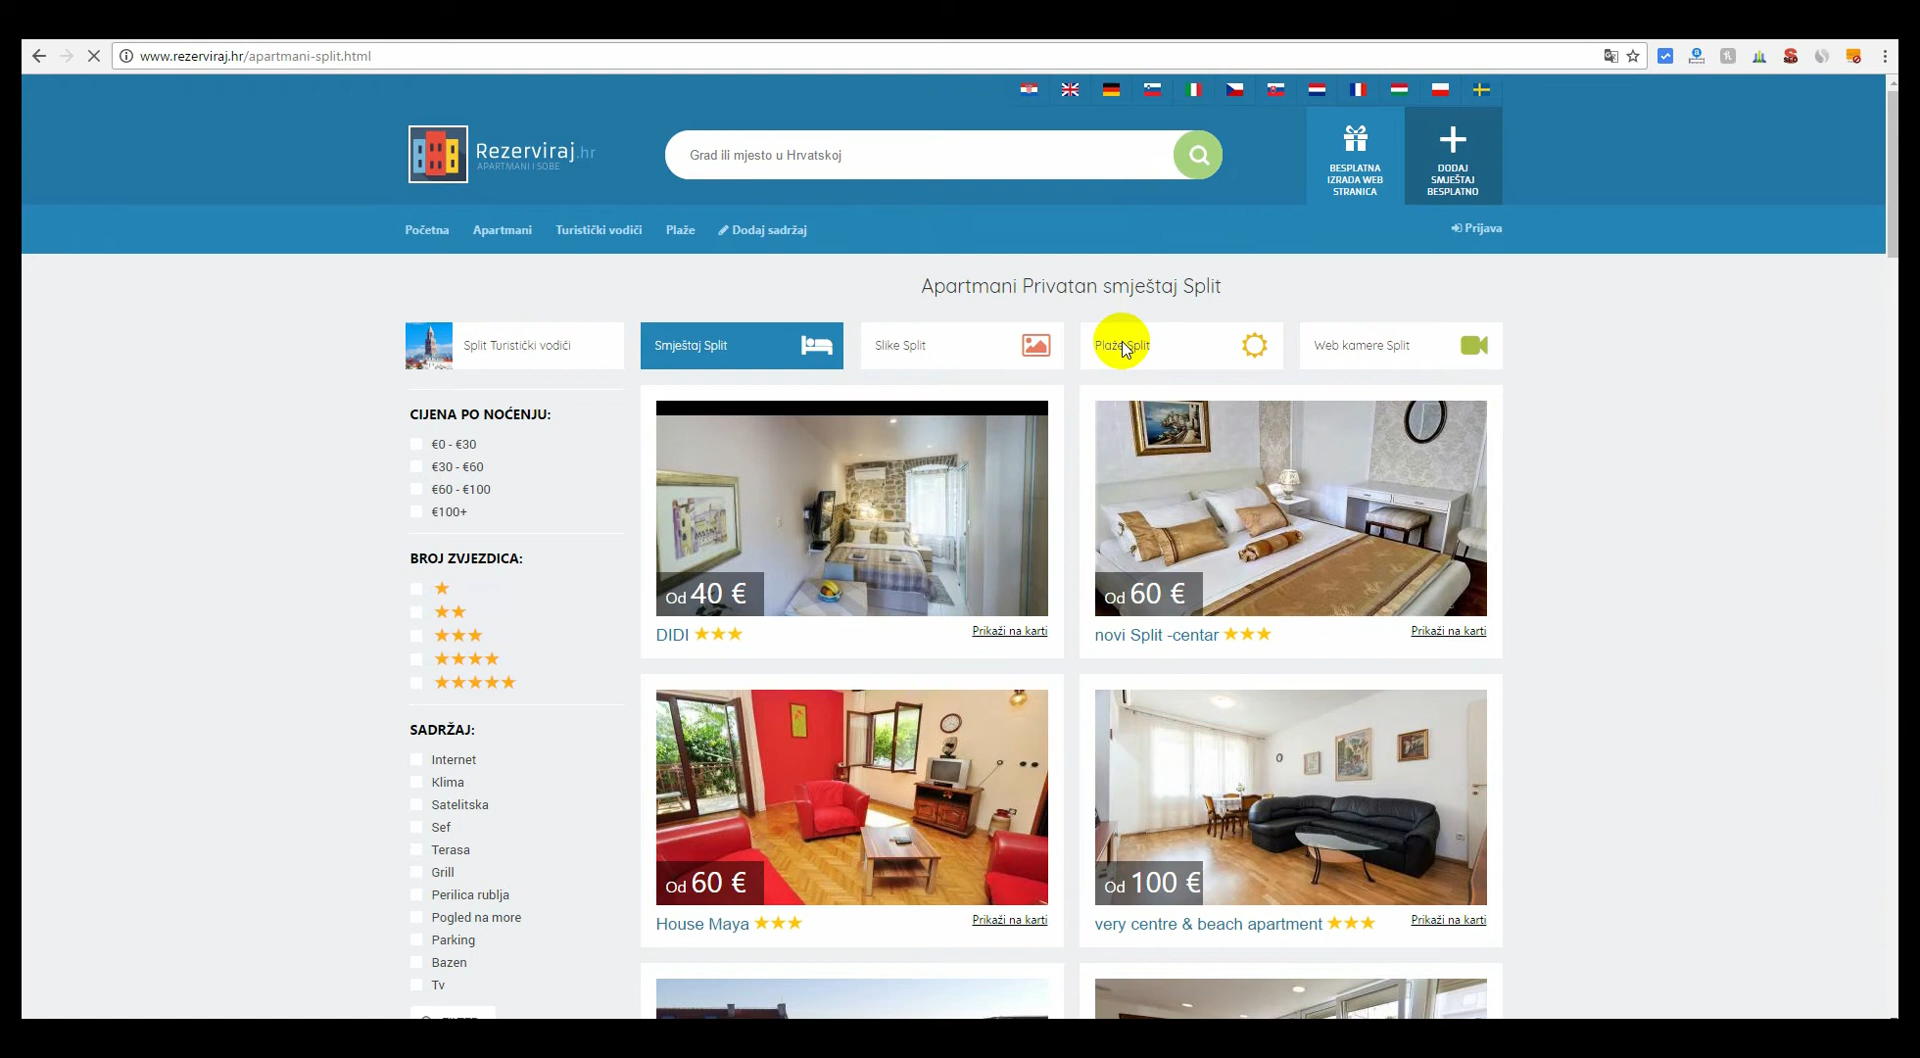 www.rezerviraj.hr/apartmani-split.html
Rezerviraj.hr
APARTMANI I SOBE
Grad ili mjesto u Hrvatskoj
BESPLATNA
IZRADA WEB
STRANICA
DODAJ
SMJEŠTAJ
BESPLATNO
Početna
Apartmani
Turistički vodiči
Plaže
Dodaj sadržaj
Prijava
Apartmani Privatan smještaj Split
Split Turistički vodiči
Smještaj Split
Slike Split
Plaže Split
Web kamere Split
CIJENA PO NOĆENJU:
€0 - €30
€30 - €60
€60 - €100
€100+
BROJ ZVJEZDICA:
SADRŽAJ:
Internet
Klima
Satelitska
Sef
Terasa
Grill
Perilica rublja
Pogled na more
Parking
Bazen
Tv
Od 40 €
DIDI
Prikaži na karti
Od 60 €
novi Split -centar
Prikaži na karti
Od 60 €
House Maya
Prikaži na karti
Od 100 €
very centre & beach apartment
Prikaži na karti